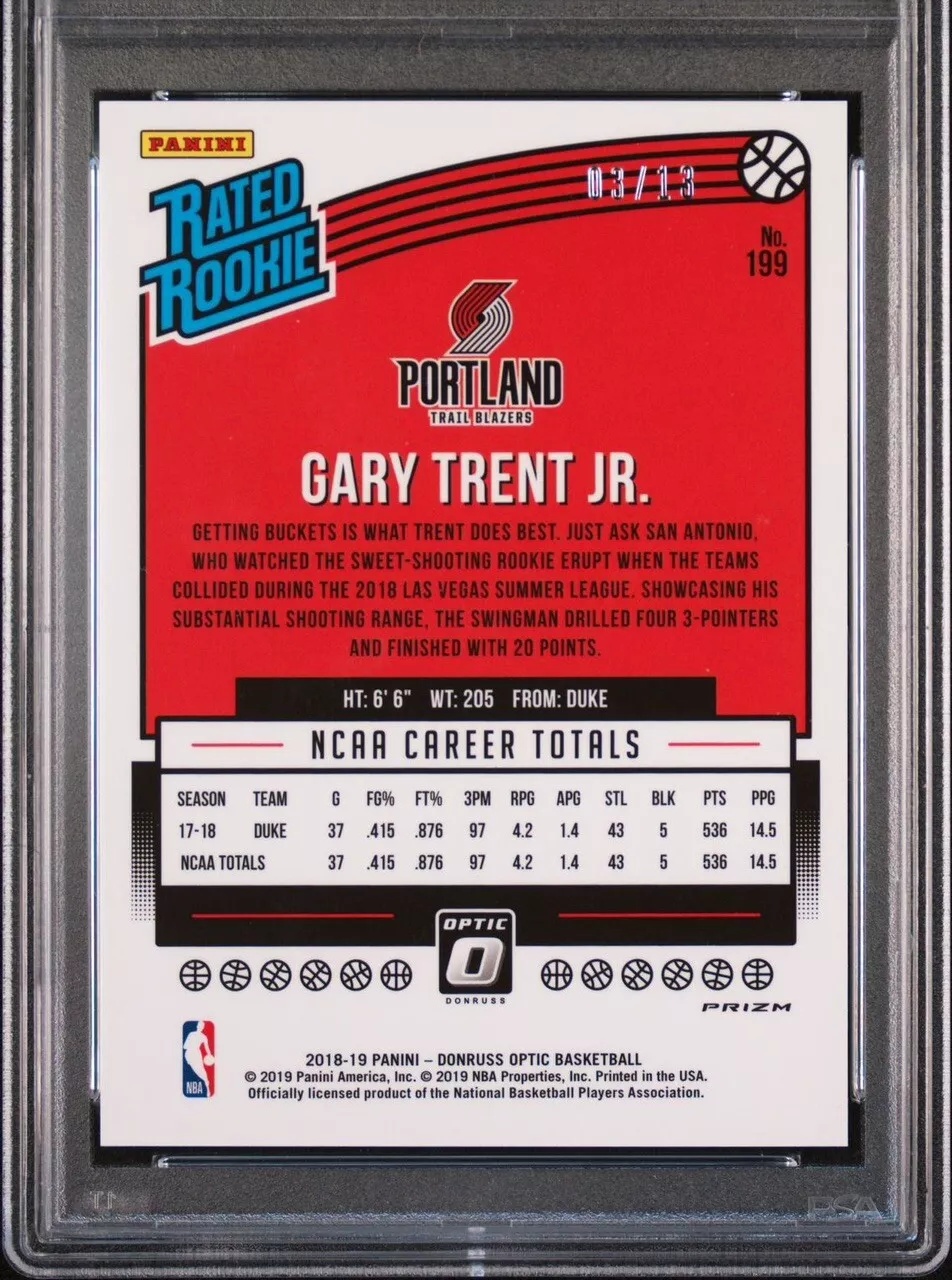 PANINI
RATED
ROOKIE
03/13
No.
199
PORTLAND
TRAIL BLAZERS
GARY TRENT JR.
GETTING BUCKETS IS WHAT TRENT DOES BEST. JUST ASK SAN ANTONIO,
WHO WATCHED THE SWEET-SHOOTING ROOKIE ERUPT WHEN THE TEAMS
COLLIDED DURING THE 2018 LAS VEGAS SUMMER LEAGUE. SHOWCASING HIS
SUBSTANTIAL SHOOTING RANGE, THE SWINGMAN DRILLED FOUR 3-POINTERS
AND FINISHED WITH 20 POINTS.
HT: 6' 6" WT: 205 FROM: DUKE
NCAA CAREER TOTALS
SEASON TEAM G FG% FT% 3PM RPG APG STL BLK PTS PPG
17-18 DUKE 37 .415 .876 97 4.2 1.4 43 5 536 14.5
NCAA TOTALS 37 .415 .876 97 4.2 1.4 43 5 536 14.5
OPTIC
O
DONRUSS
PRIZM
NBA
2018-19 PANINI – DONRUSS OPTIC BASKETBALL
© 2019 Panini America, Inc. © 2019 NBA Properties, Inc. Printed in the USA.
Officially licensed product of the National Basketball Players Association.
PSA